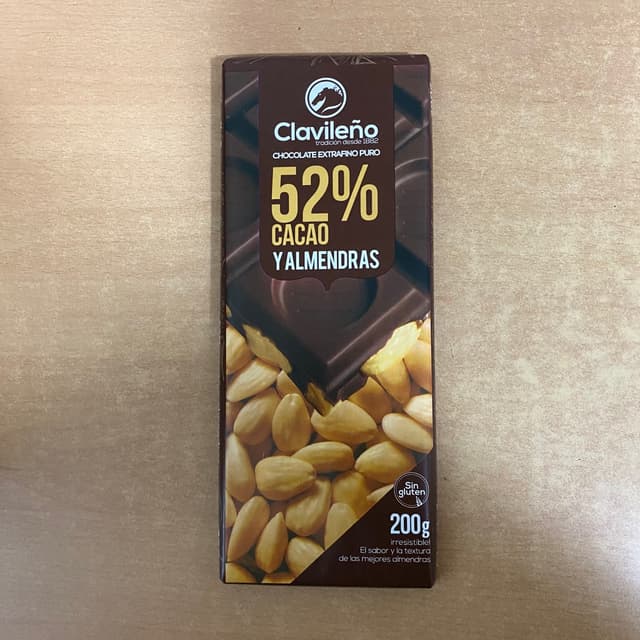 Clavileño
tradición desde 1882
CHOCOLATE EXTRAFINO PURO
52%
CACAO
Y ALMENDRAS
Sin
gluten
200g
irresistible!
El sabor y la textura
de las mejores almendras